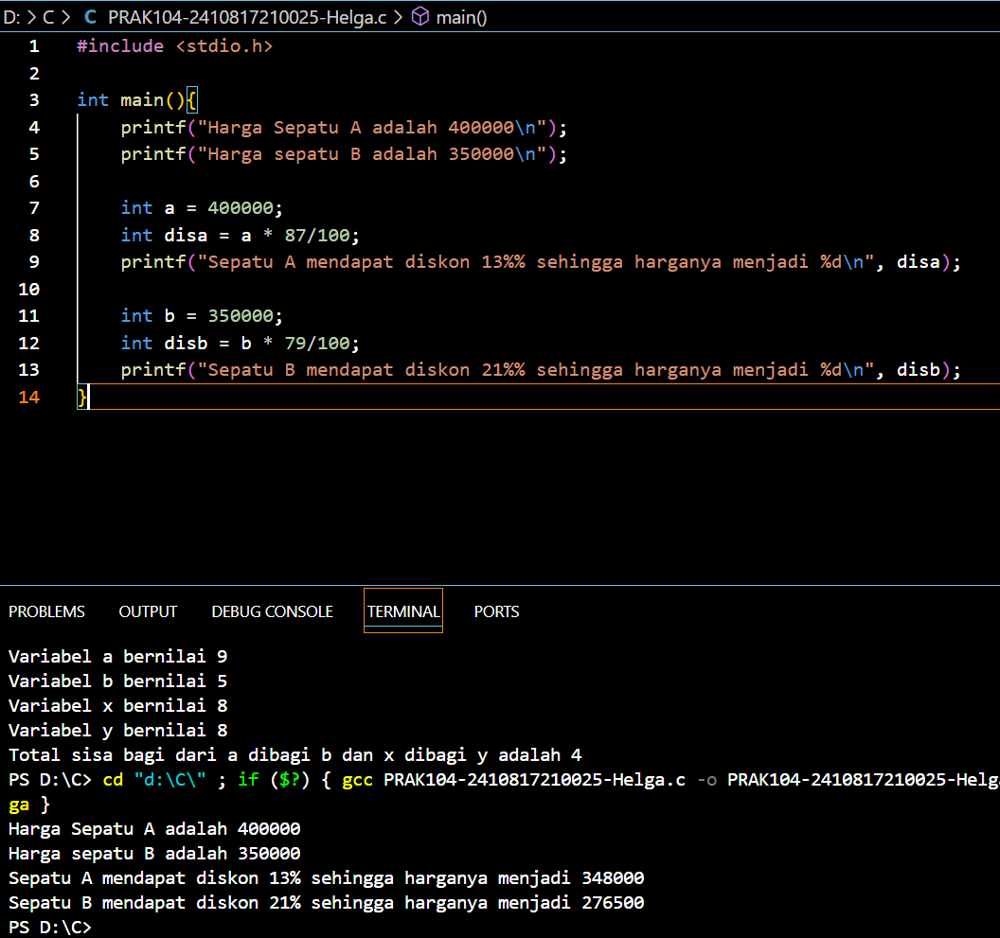 D: > C > C PRAK104-2410817210025-Helga.c > main()
1 #include <stdio.h>
2
3 int main(){
4     printf("Harga Sepatu A adalah 400000\n");
5     printf("Harga sepatu B adalah 350000\n");
6
7     int a = 400000;
8     int disa = a * 87/100;
9     printf("Sepatu A mendapat diskon 13%% sehingga harganya menjadi %d\n", disa);
10
11     int b = 350000;
12     int disb = b * 79/100;
13     printf("Sepatu B mendapat diskon 21%% sehingga harganya menjadi %d\n", disb);
14 }
PROBLEMS OUTPUT DEBUG CONSOLE TERMINAL PORTS
Variabel a bernilai 9
Variabel b bernilai 5
Variabel x bernilai 8
Variabel y bernilai 8
Total sisa bagi dari a dibagi b dan x dibagi y adalah 4
PS D:\C> cd "d:\C\" ; if ($?) { gcc PRAK104-2410817210025-Helga.c -o PRAK104-2410817210025-Helg
ga }
Harga Sepatu A adalah 400000
Harga sepatu B adalah 350000
Sepatu A mendapat diskon 13% sehingga harganya menjadi 348000
Sepatu B mendapat diskon 21% sehingga harganya menjadi 276500
PS D:\C>